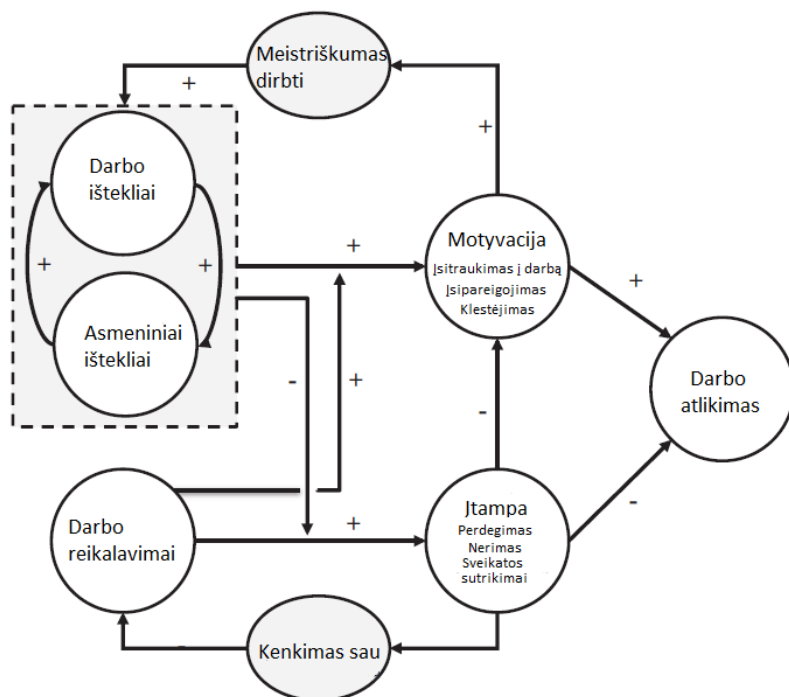 Meistriškumas
dirbti
+
+
Darbo
ištekliai
+
+
Asmeniniai
ištekliai
+
-
+
Motyvacija
Įsitraukimas į darbą
Įsipareigojimas
Klestėjimas
+
Darbo
atlikimas
-
-
Darbo
reikalavimai
+
Įtampa
Perdegimas
Nerimas
Sveikatos
sutrikimai
-
Kenkimas sau